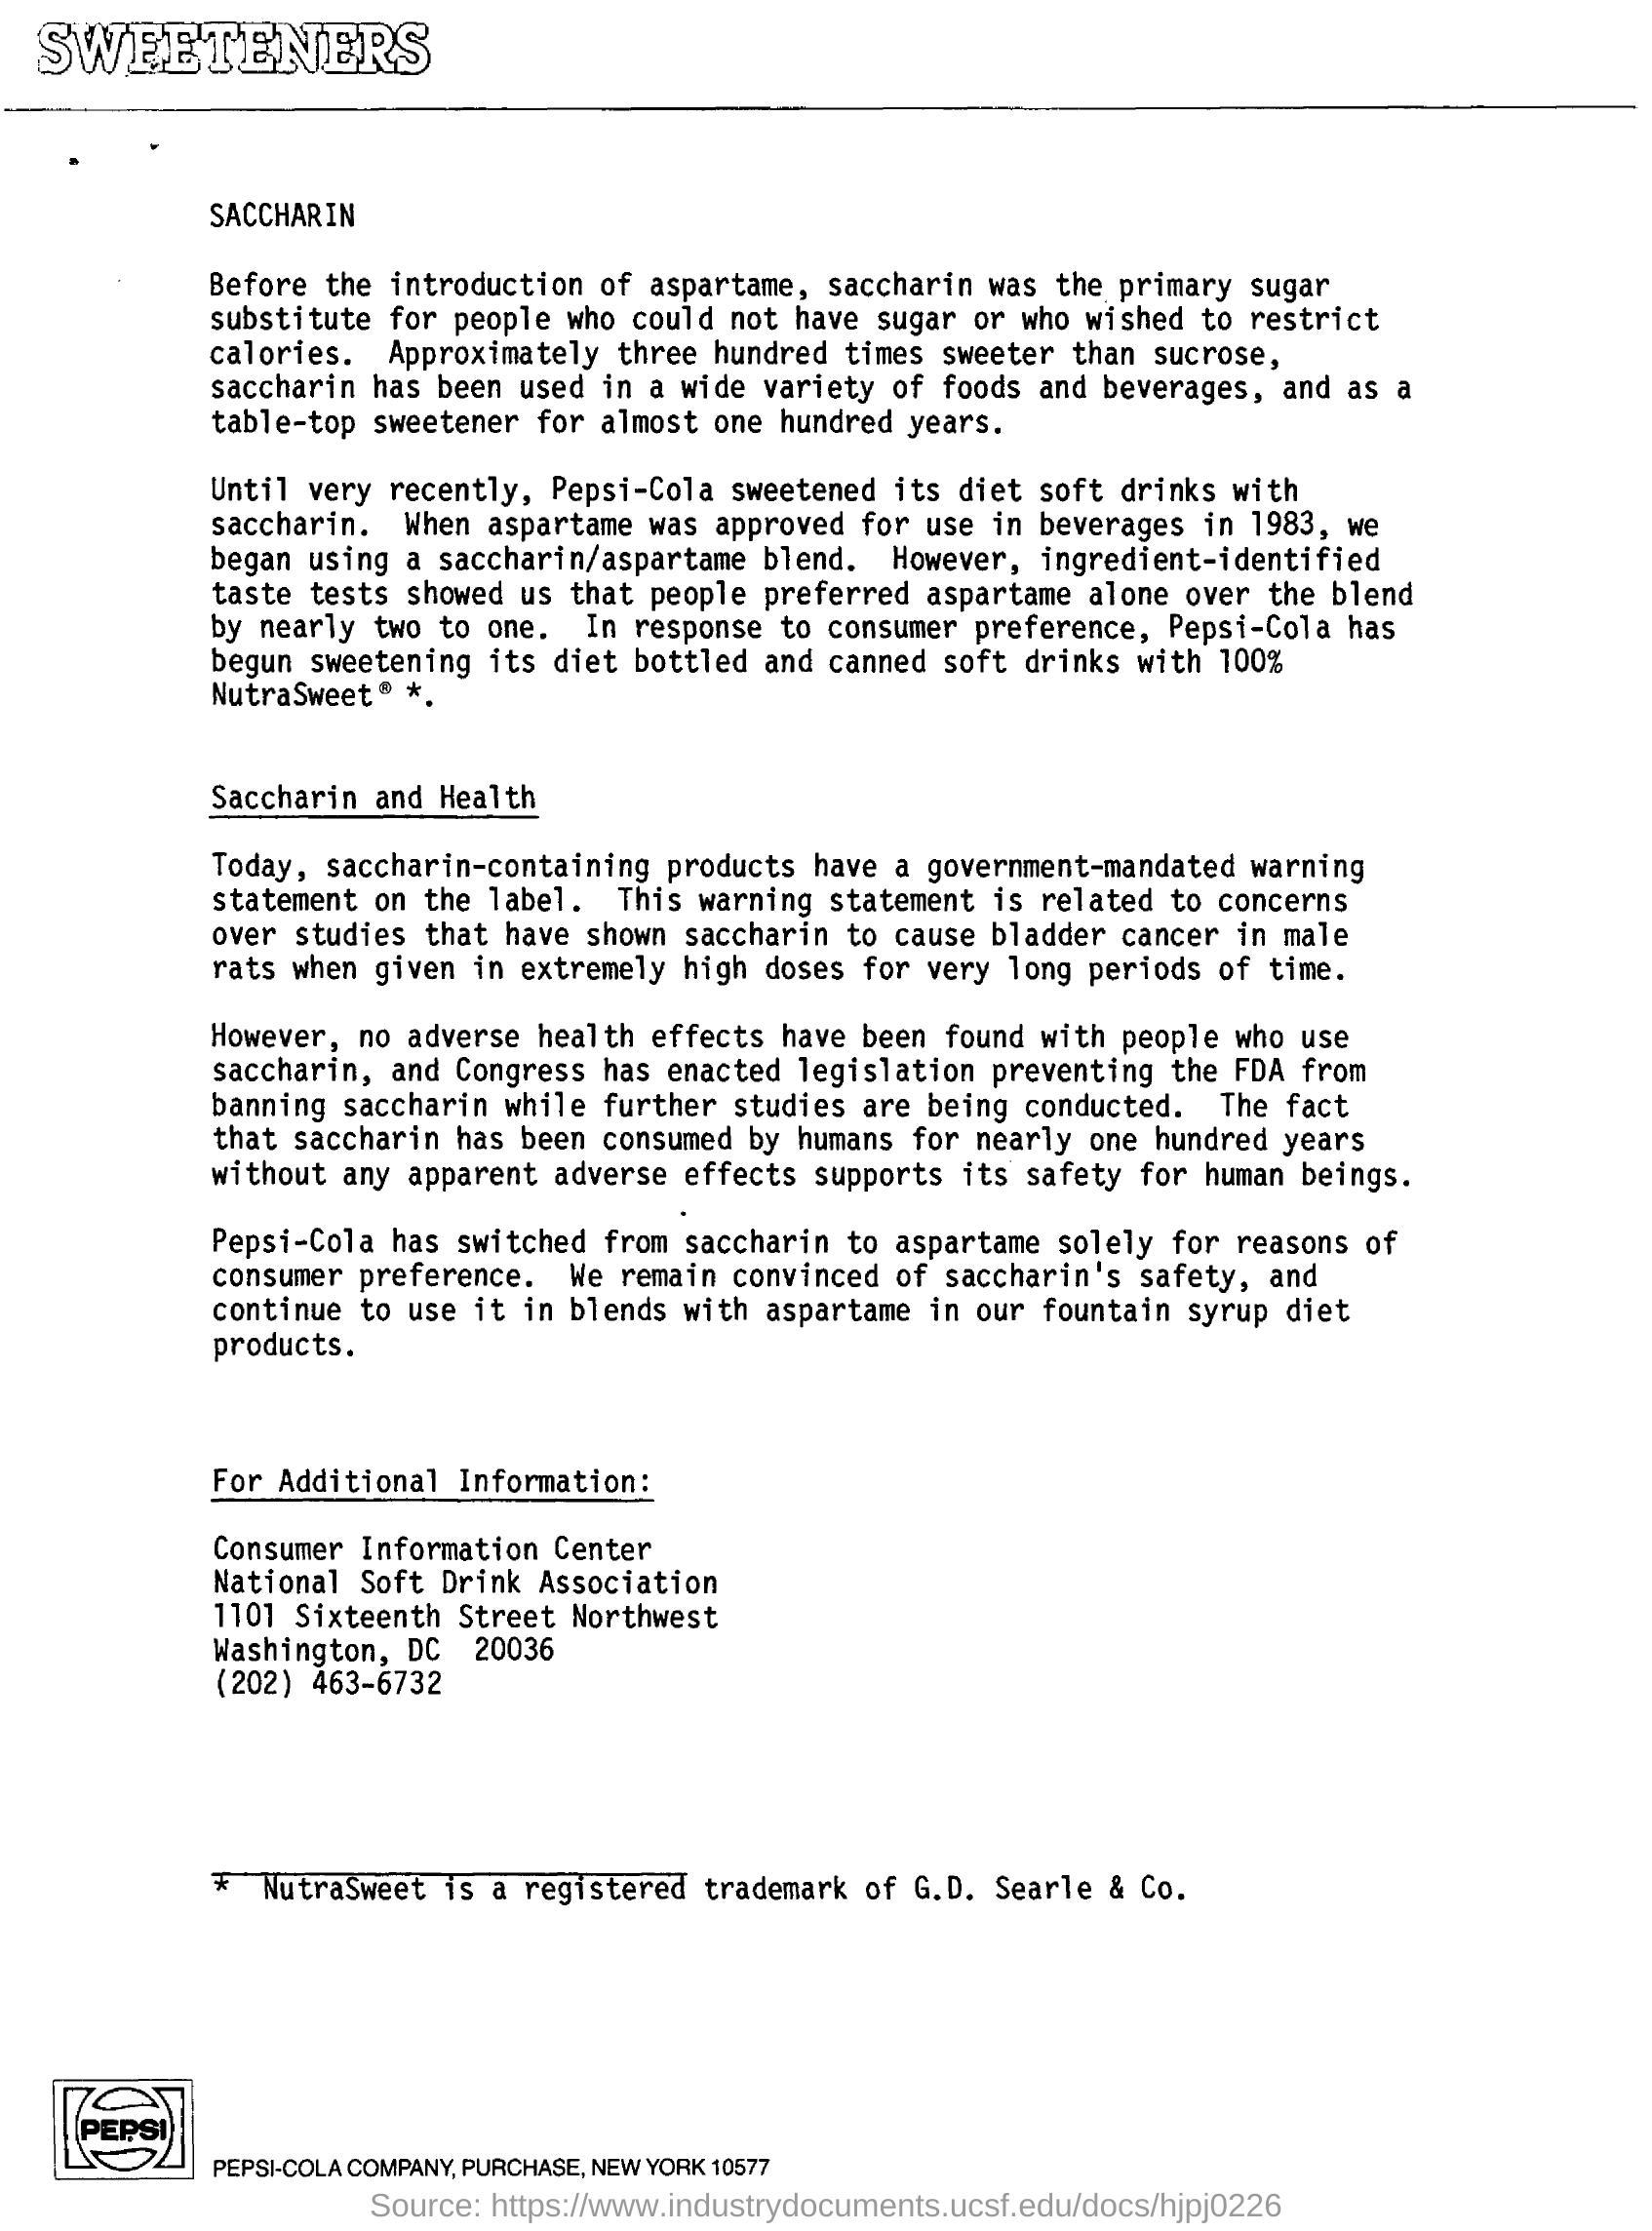 SWEETENERS
SACCHARIN
Before the introduction of aspartame, saccharin was the primary sugar
substitute for people who could not have sugar or who wished to restrict
calories. Approximately three hundred times sweeter than sucrose,
saccharin has been used in a wide variety of foods and beverages, and as a
table-top sweetener for almost one hundred years.
Until very recently, Pepsi-Cola sweetened its diet soft drinks with
saccharin. When aspartame was approved for use in beverages in 1983, we
began using a saccharin/aspartame blend. However, ingredient-identified
taste tests showed us that people preferred aspartame alone over the blend
by nearly two to one. In response to consumer preference, Pepsi-Cola has
begun sweetening its diet bottled and canned soft drinks with 100%
NutraSweet® *.
Saccharin and Health
Today, saccharin-containing products have a government-mandated warning
statement on the label. This warning statement is related to concerns
over studies that have shown saccharin to cause bladder cancer in male
rats when given in extremely high doses for very long periods of time.
However, no adverse health effects have been found with people who use
saccharin, and Congress has enacted legislation preventing the FDA from
banning saccharin while further studies are being conducted. The fact
that saccharin has been consumed by humans for nearly one hundred years
without any apparent adverse effects supports its safety for human beings.
Pepsi-Cola has switched from saccharin to aspartame solely for reasons of
consumer preference. We remain convinced of saccharin's safety, and
continue to use it in blends with aspartame in our fountain syrup diet
products.
For Additional Information:
Consumer Information Center
National Soft Drink Association
1101 Sixteenth Street Northwest
Washington, DC 20036
(202) 463-6732
* NutraSweet is a registered trademark of G.D. Searle & Co.
PEPSI
PEPSI-COLA COMPANY, PURCHASE, NEW YORK 10577
Source: https://www.industrydocuments.ucsf.edu/docs/hjpj0226